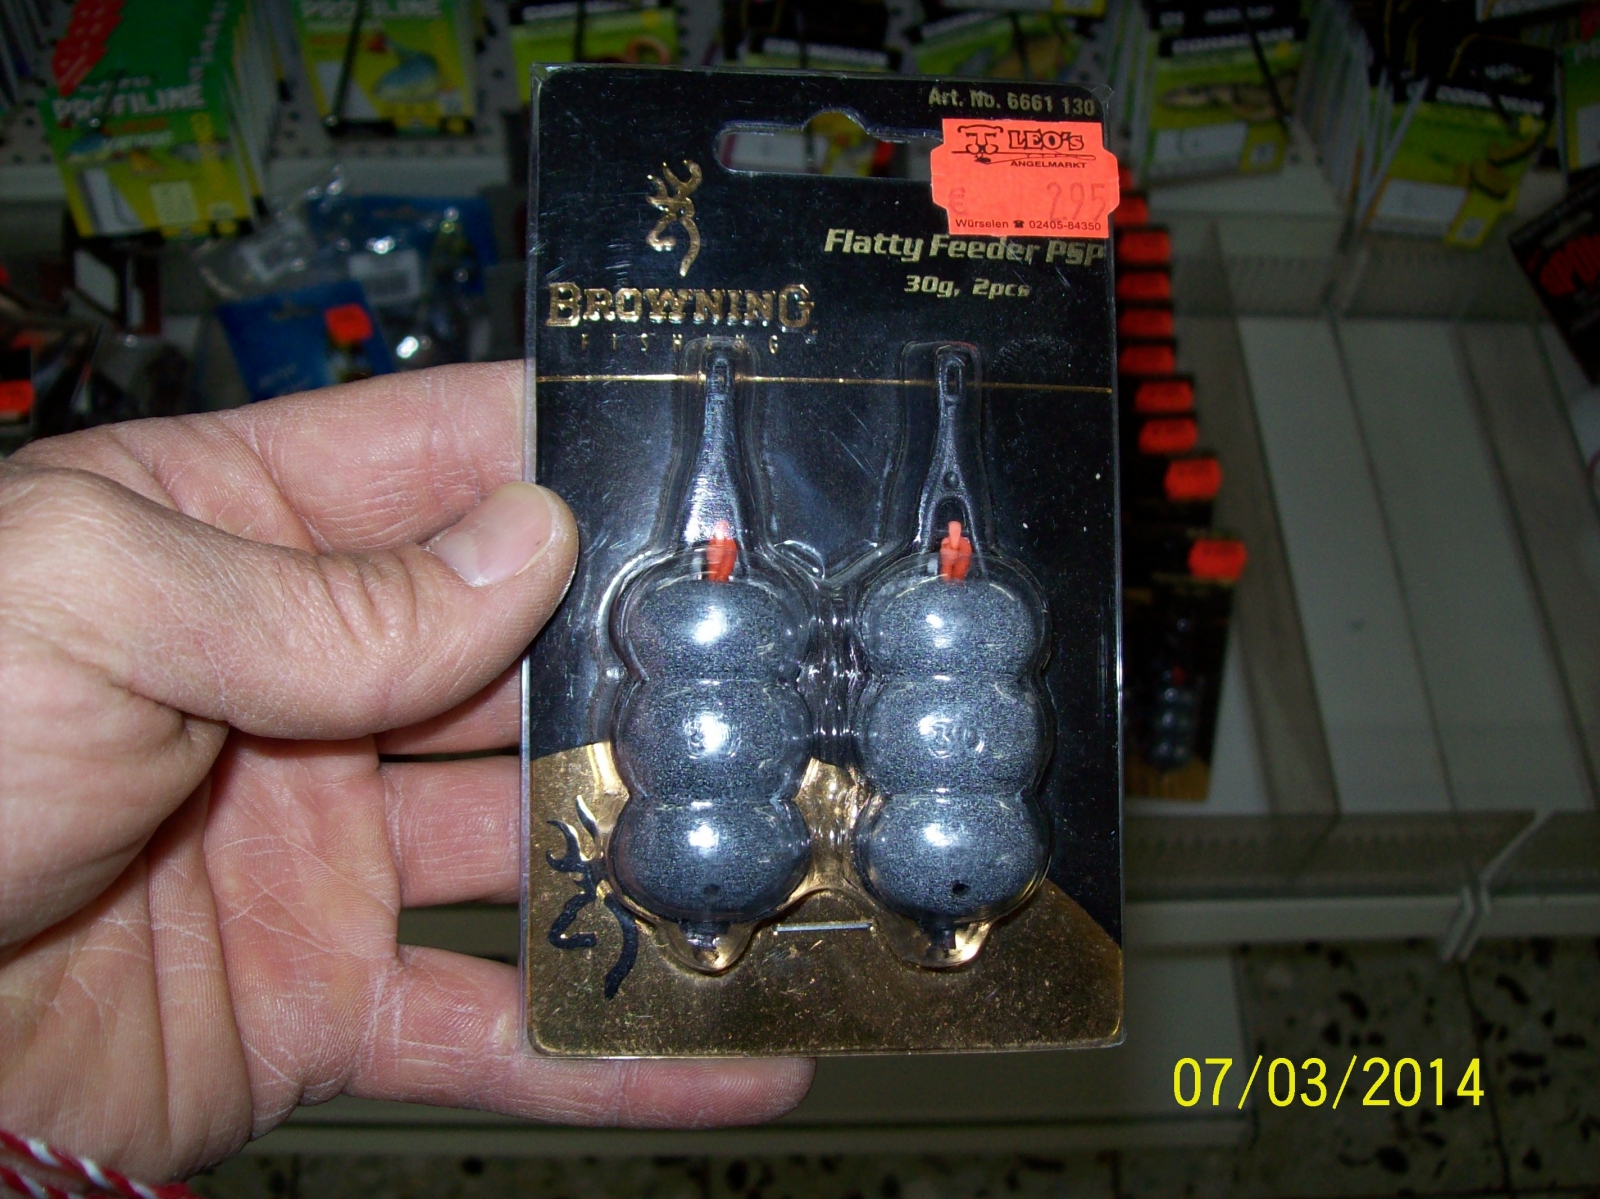 PROFILINE
Art. No. 6661 130
LEO's
ANGELMARKT
€ 2.95
Würselen ☎ 02405-84350
Flatty Feeder PSP
30g, 2pcs
BROWNING
FISHING
30
07/03/2014